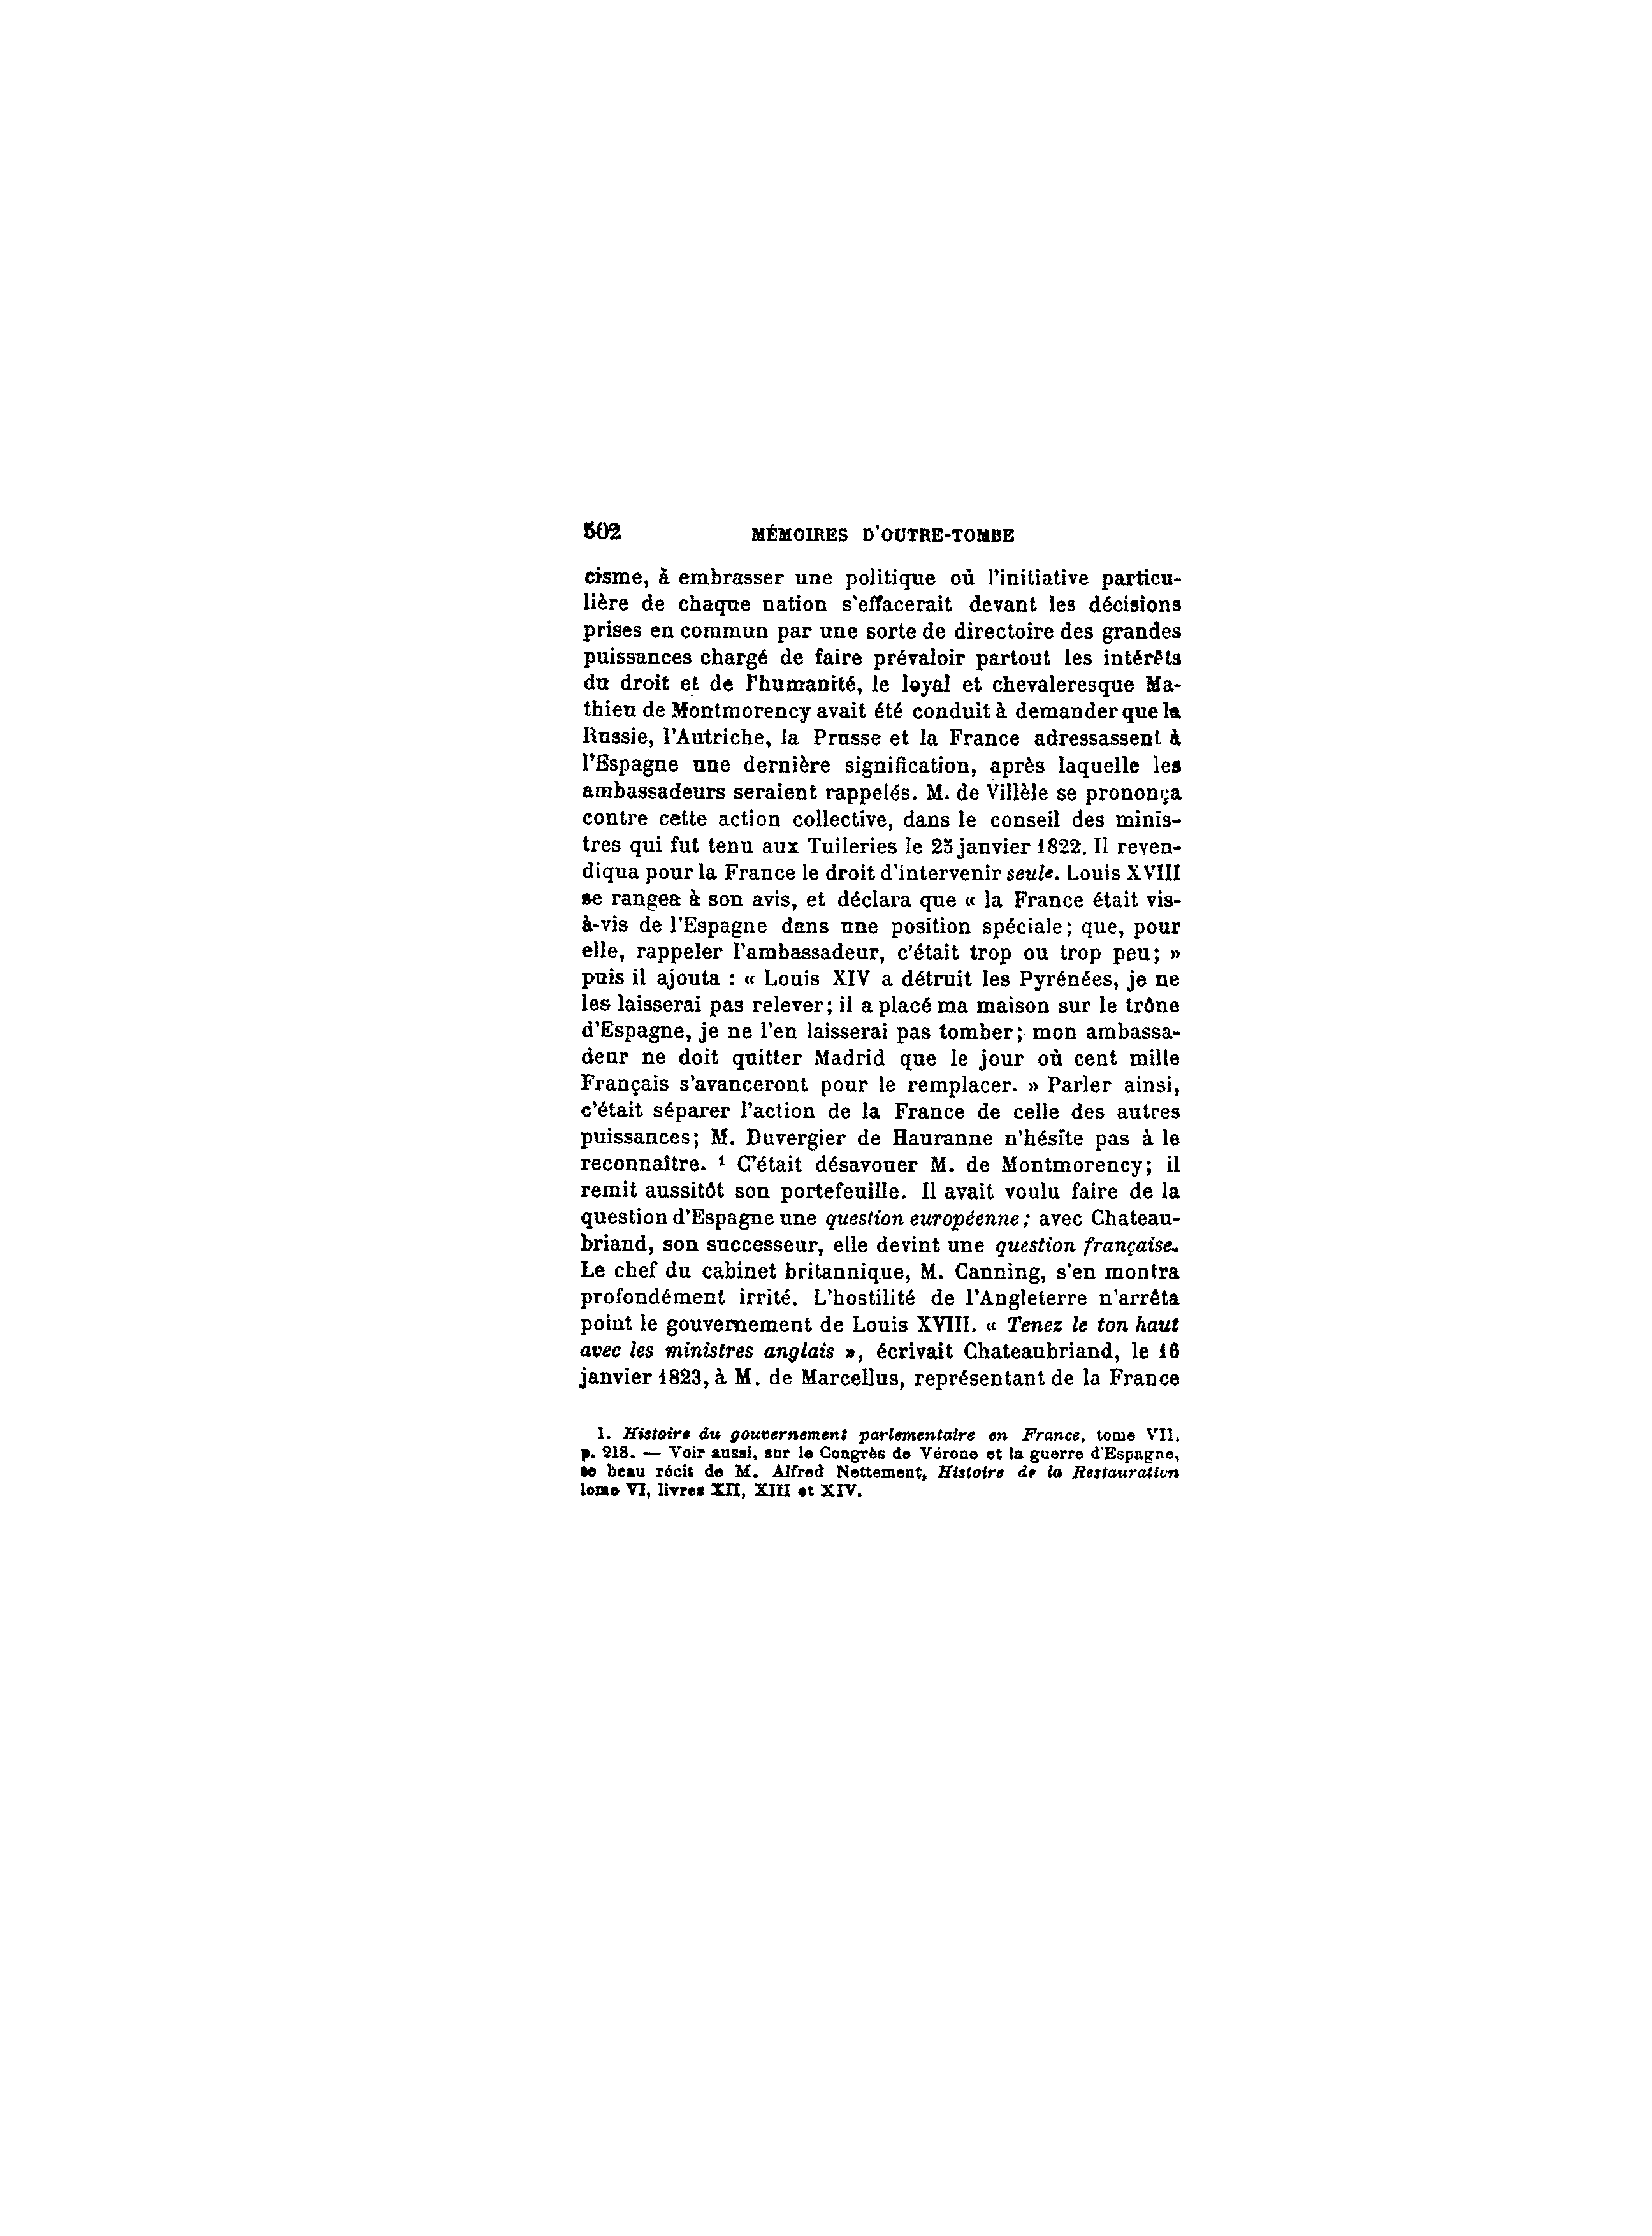 502 MÉMOIRES D'OUTRE-TOMBE
cisme, à embrasser une politique où l'initiative particu-
lière de chaque nation s'effacerait devant les décisions
prises en commun par une sorte de directoire des grandes
puissances chargé de faire prévaloir partout les intérêts
du droit et de l'humanité, le loyal et chevaleresque Ma-
thieu de Montmorency avait été conduit à demander que la
Russie, l'Autriche, la Prusse et la France adressassent à
l'Espagne une dernière signification, après laquelle les
ambassadeurs seraient rappelés. M. de Villèle se prononça
contre cette action collective, dans le conseil des minis-
tres qui fut tenu aux Tuileries le 25 janvier 1822. Il reven-
diqua pour la France le droit d'intervenir seule. Louis XVIII
se rangea à son avis, et déclara que « la France était vis-
à-vis de l'Espagne dans une position spéciale; que, pour
elle, rappeler l'ambassadeur, c'était trop ou trop peu; »
puis il ajouta : « Louis XIV a détruit les Pyrénées, je ne
les laisserai pas relever; il a placé ma maison sur le trône
d'Espagne, je ne l'en laisserai pas tomber; mon ambassa-
deur ne doit quitter Madrid que le jour où cent mille
Français s'avanceront pour le remplacer. » Parler ainsi,
c'était séparer l'action de la France de celle des autres
puissances; M. Duvergier de Hauranne n'hésite pas à le
reconnaître. ¹ C'était désavouer M. de Montmorency; il
remit aussitôt son portefeuille. Il avait voulu faire de la
question d'Espagne une question européenne; avec Chateau-
briand, son successeur, elle devint une question française.
Le chef du cabinet britannique, M. Canning, s'en montra
profondément irrité. L'hostilité de l'Angleterre n'arrêta
point le gouvernement de Louis XVIII. « Tenez le ton haut
avec les ministres anglais », écrivait Chateaubriand, le 16
janvier 1823, à M. de Marcellus, représentant de la France
1. Histoire du gouvernement parlementaire en France, tome VII,
p. 218. — Voir aussi, sur le Congrès de Vérone et la guerre d'Espagne,
le beau récit de M. Alfred Nettement, Histoire de la Restauration
tome VI, livres XII, XIII et XIV.